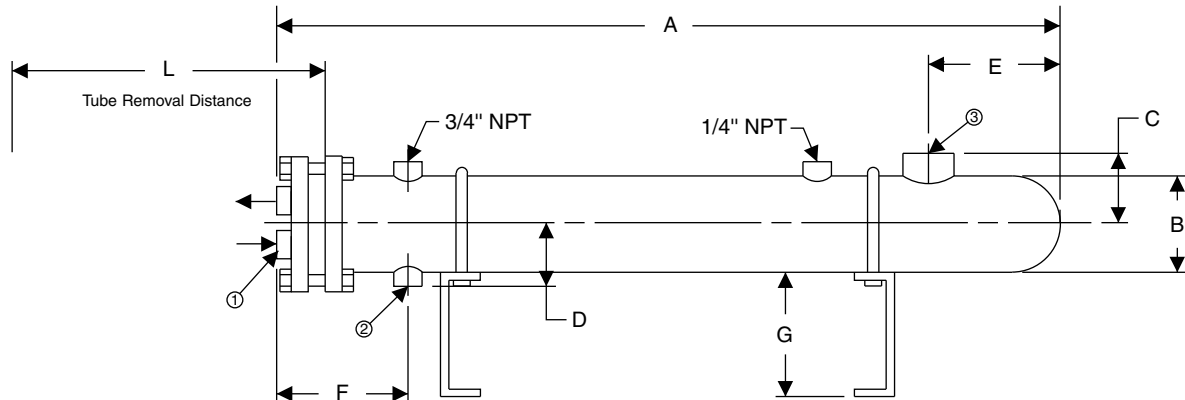 A
L
E
Tube Removal Distance
3/4" NPT
1/4" NPT
③
C
B
①
②
D
G
F